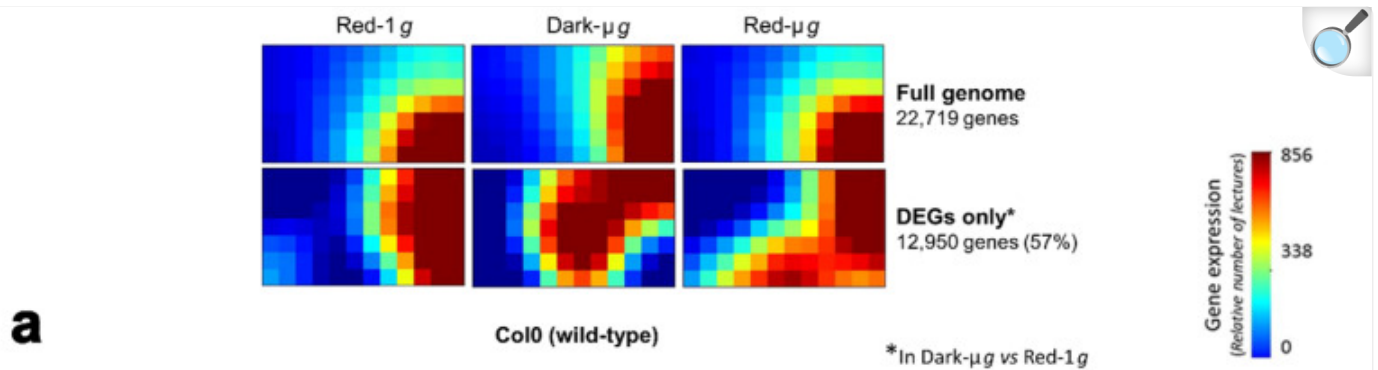 Red-1 g
Dark-µ g
Red-µ g
Full genome
22,719 genes
DEGs only*
12,950 genes (57%)
Col0 (wild-type)
*In Dark-µ g vs Red-1 g
a
Gene expression
(Relative number of lectures)
856
338
0